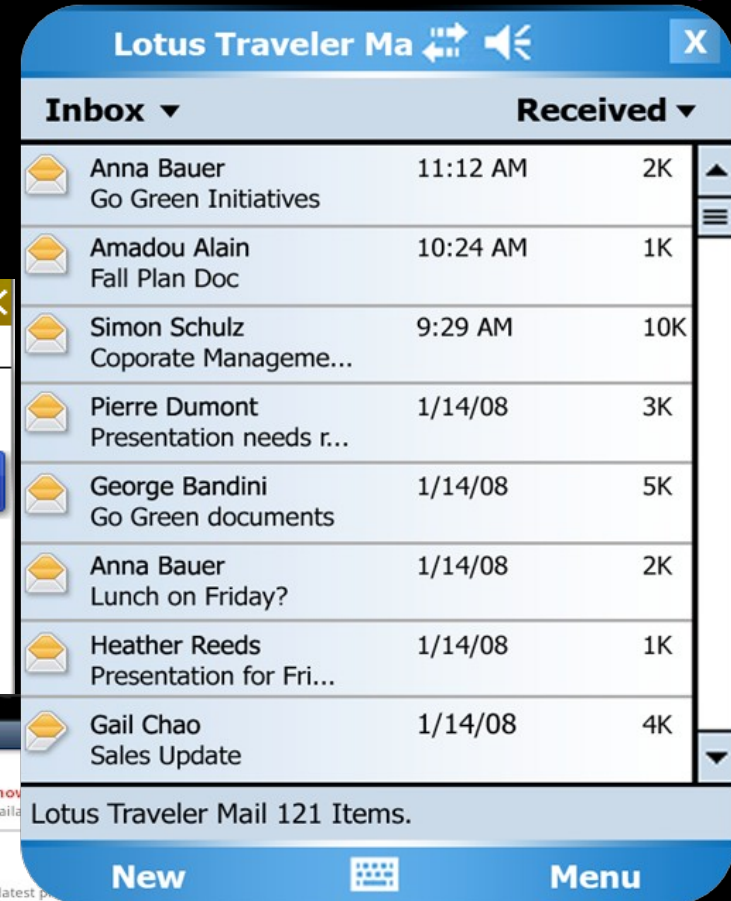 Lotus Traveler Ma
X
Inbox
Received
Anna Bauer 11:12 AM 2K
Go Green Initiatives
Amadou Alain 10:24 AM 1K
Fall Plan Doc
Simon Schulz 9:29 AM 10K
Coporate Manageme...
Pierre Dumont 1/14/08 3K
Presentation needs r...
George Bandini 1/14/08 5K
Go Green documents
Anna Bauer 1/14/08 2K
Lunch on Friday?
Heather Reeds 1/14/08 1K
Presentation for Fri...
Gail Chao 1/14/08 4K
Sales Update
Lotus Traveler Mail 121 Items.
New
Menu
latest